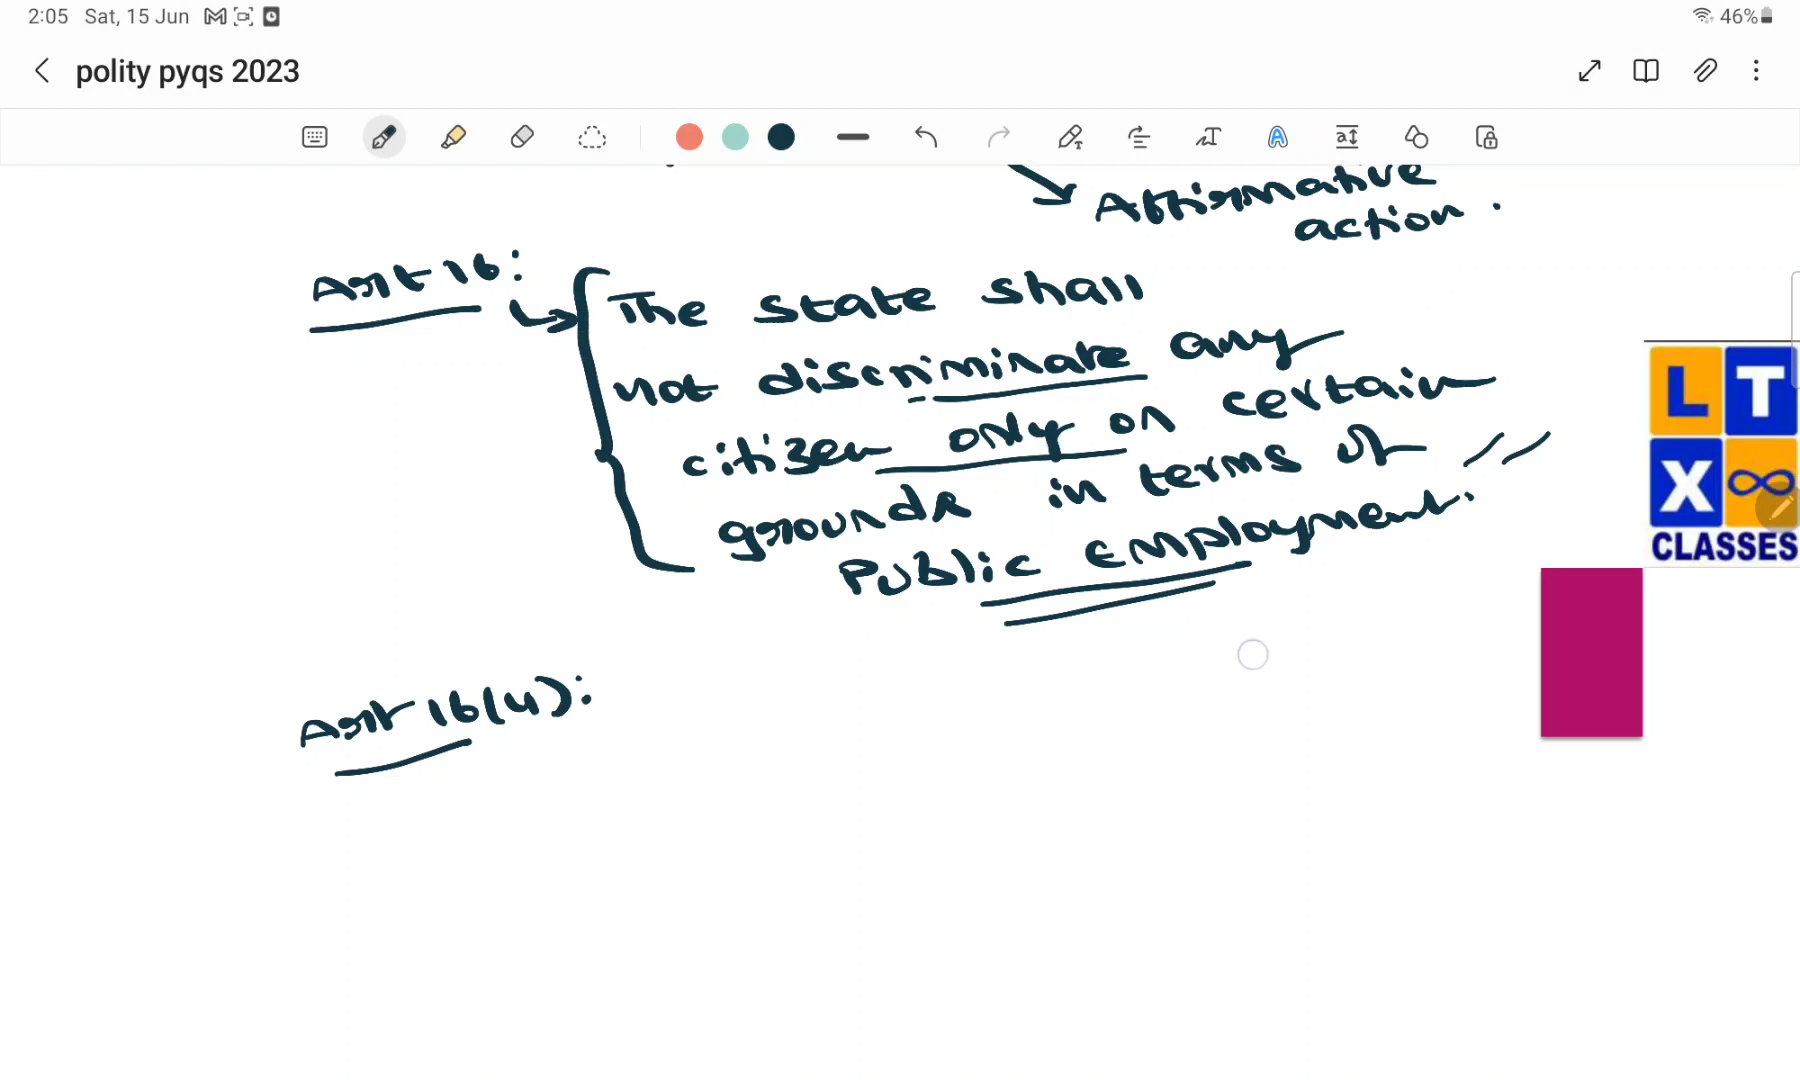 2:05 Sat, 15 Jun
46%
polity pyqs 2023
Affirmative
action.
Art 16:
The state shall
not discriminate any
citizen only on certain
grounds in terms of
Public Employment.
Art 16(4):
L T
X ∞
CLASSES